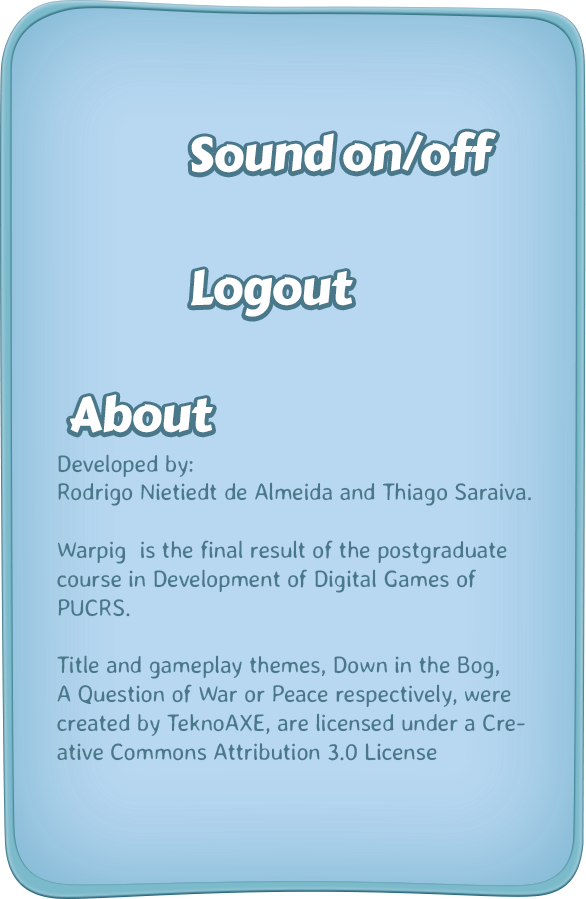 Sound on/off
Logout
About
Developed by:
Rodrigo Nietiedt de Almeida and Thiago Saraiva.
Warpig  is the final result of the postgraduate
course in Development of Digital Games of
PUCRS.
Title and gameplay themes, Down in the Bog,
A Question of War or Peace respectively, were
created by TeknoAXE, are licensed under a Cre-
ative Commons Attribution 3.0 License